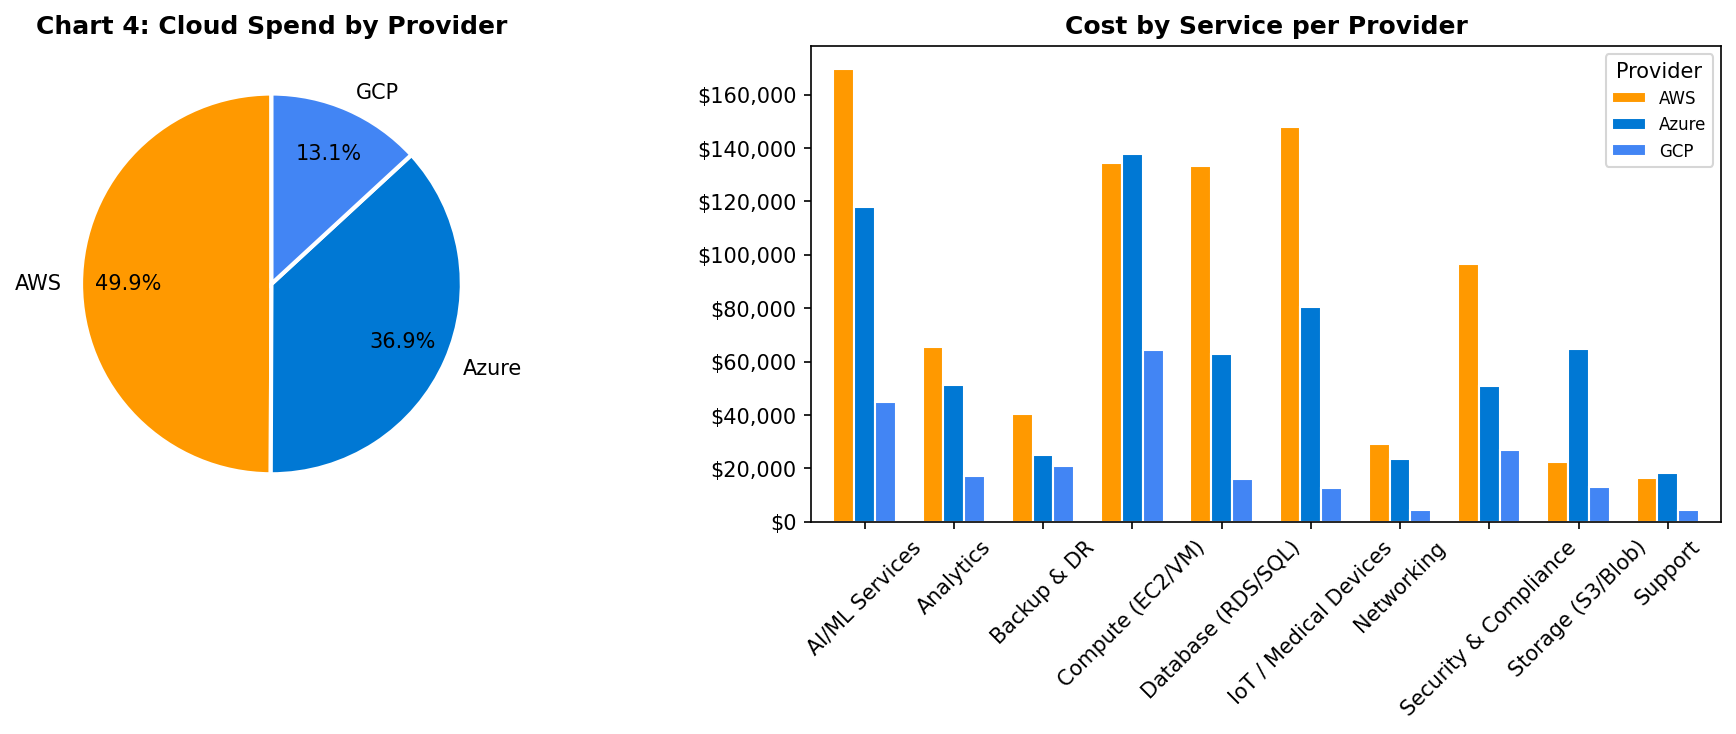 Chart 4: Cloud Spend by Provider
GCP
13.1%
AWS
49.9%
36.9%
Azure
Cost by Service per Provider
$160,000
$140,000
$120,000
$100,000
$80,000
$60,000
$40,000
$20,000
$0
Provider
AWS
Azure
GCP
AI/ML Services
Analytics
Backup & DR
Compute (EC2/VM)
Database (RDS/SQL)
IoT / Medical Devices
Networking
Security & Compliance
Storage (S3/Blob)
Support